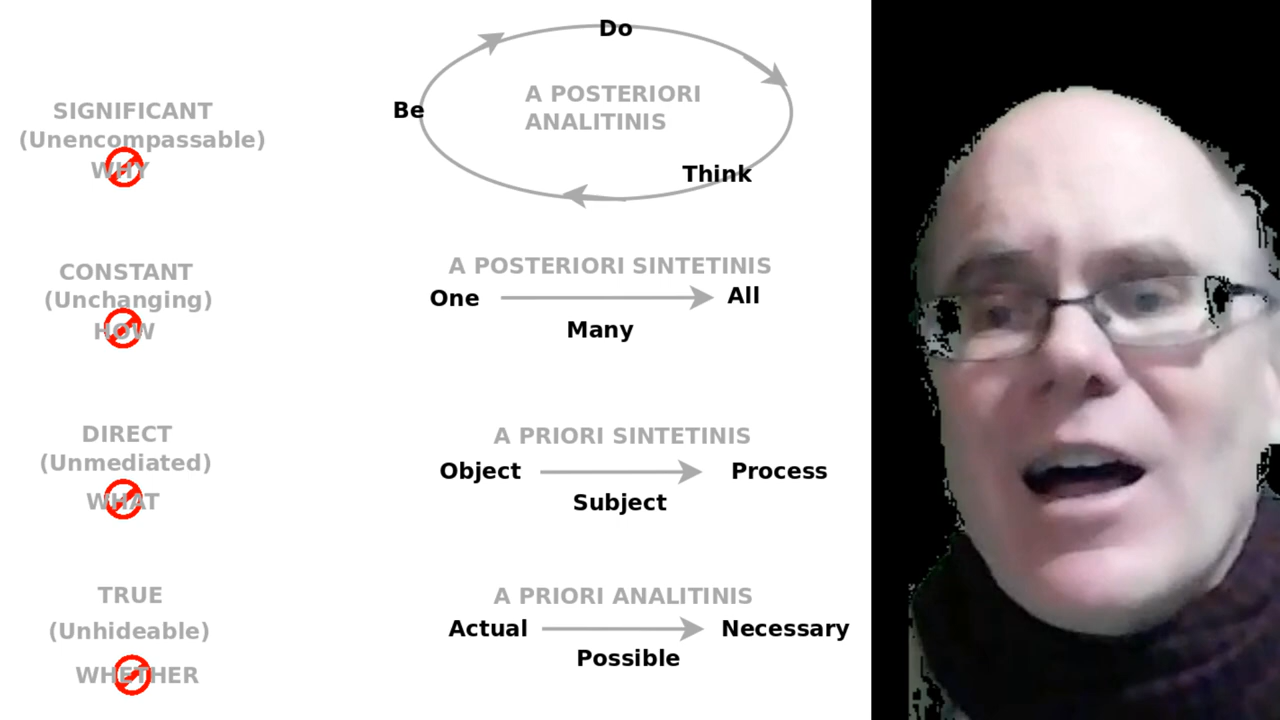 SIGNIFICANT
(Unencompassable)
WHY
Do
Be
A POSTERIORI
ANALITINIS
Think
CONSTANT
(Unchanging)
HOW
A POSTERIORI SINTETINIS
One
All
Many
DIRECT
(Unmediated)
WHAT
A PRIORI SINTETINIS
Object
Process
Subject
TRUE
(Unhideable)
WHETHER
A PRIORI ANALITINIS
Actual
Necessary
Possible